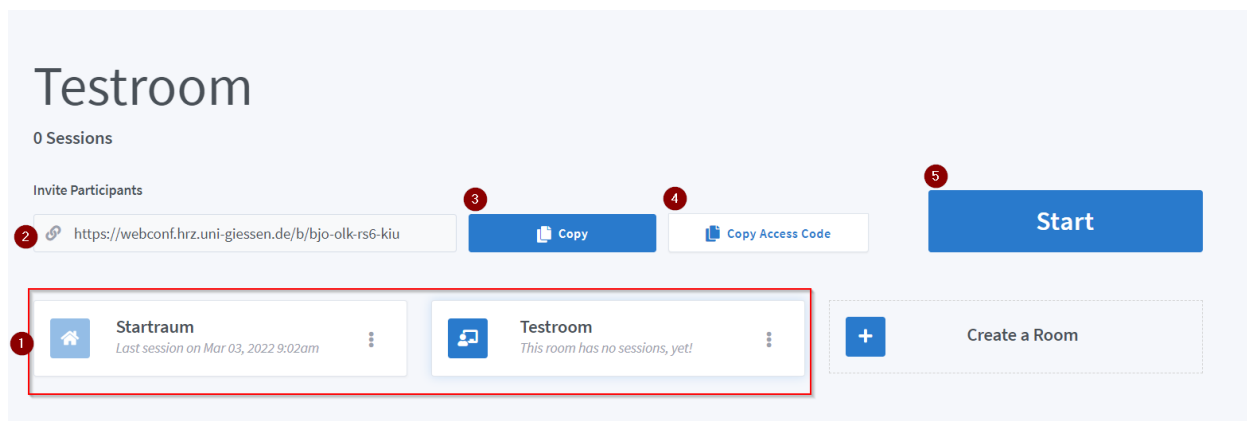 Testroom
0 Sessions
Invite Participants
3
4
5
2
https://webconf.hrz.uni-giessen.de/b/bjo-olk-rs6-kiu
Copy
Copy Access Code
Start
1
Startraum
Last session on Mar 03, 2022 9:02am
Testroom
This room has no sessions, yet!
Create a Room